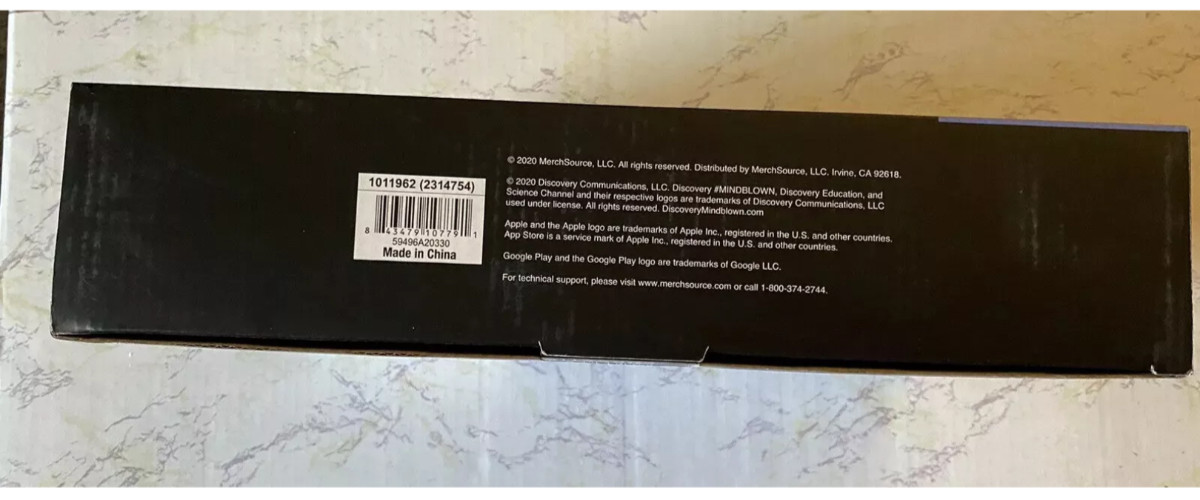 1011962 (2314754)
8 43479 10779 1
59496A20330
Made in China
© 2020 MerchSource, LLC. All rights reserved. Distributed by MerchSource, LLC. Irvine, CA 92618.
© 2020 Discovery Communications, LLC. Discovery #MINDBLOWN, Discovery Education, and
Science Channel and their respective logos are trademarks of Discovery Communications, LLC
used under license. All rights reserved. DiscoveryMindblown.com
Apple and the Apple logo are trademarks of Apple Inc., registered in the U.S. and other countries.
App Store is a service mark of Apple Inc., registered in the U.S. and other countries.
Google Play and the Google Play logo are trademarks of Google LLC.
For technical support, please visit www.merchsource.com or call 1-800-374-2744.